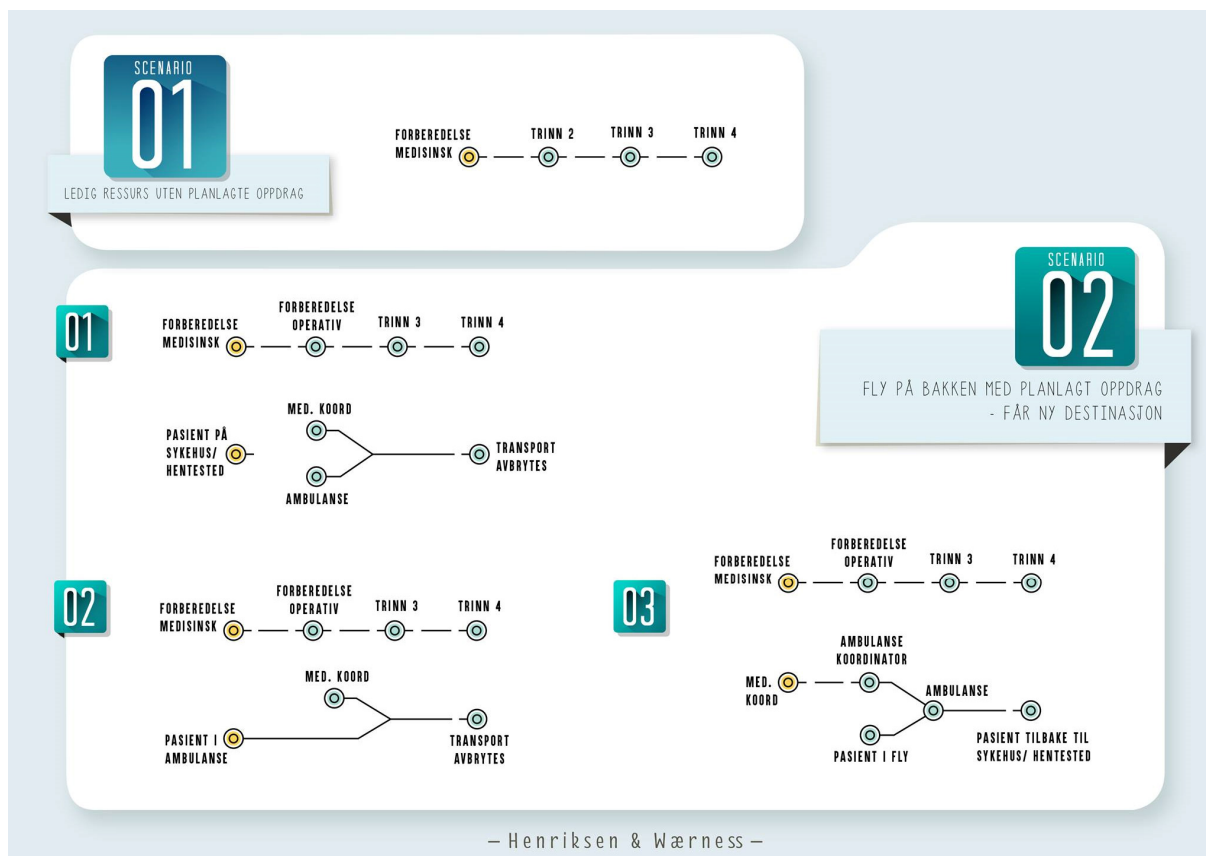 SCENARIO
01
LEDIG RESSURS UTEN PLANLAGTE OPPDRAG
FORBEREDELSE
MEDISINSK
TRINN 2
TRINN 3
TRINN 4
SCENARIO
02
FLY PÅ BAKKEN MED PLANLAGT OPPDRAG
- FÅR NY DESTINASJON
01
FORBEREDELSE
MEDISINSK
FORBEREDELSE
OPERATIV
TRINN 3
TRINN 4
PASIENT PÅ
SYKEHUS/
HENTESTED
MED. KOORD
AMBULANSE
TRANSPORT
AVBRYTES
02
FORBEREDELSE
MEDISINSK
FORBEREDELSE
OPERATIV
TRINN 3
TRINN 4
MED. KOORD
PASIENT I
AMBULANSE
TRANSPORT
AVBRYTES
03
FORBEREDELSE
MEDISINSK
FORBEREDELSE
OPERATIV
TRINN 3
TRINN 4
MED.
KOORD
AMBULANSE
KOORDINATOR
AMBULANSE
PASIENT I FLY
PASIENT TILBAKE TIL
SYKEHUS/ HENTESTED
– Henriksen & Wærness –